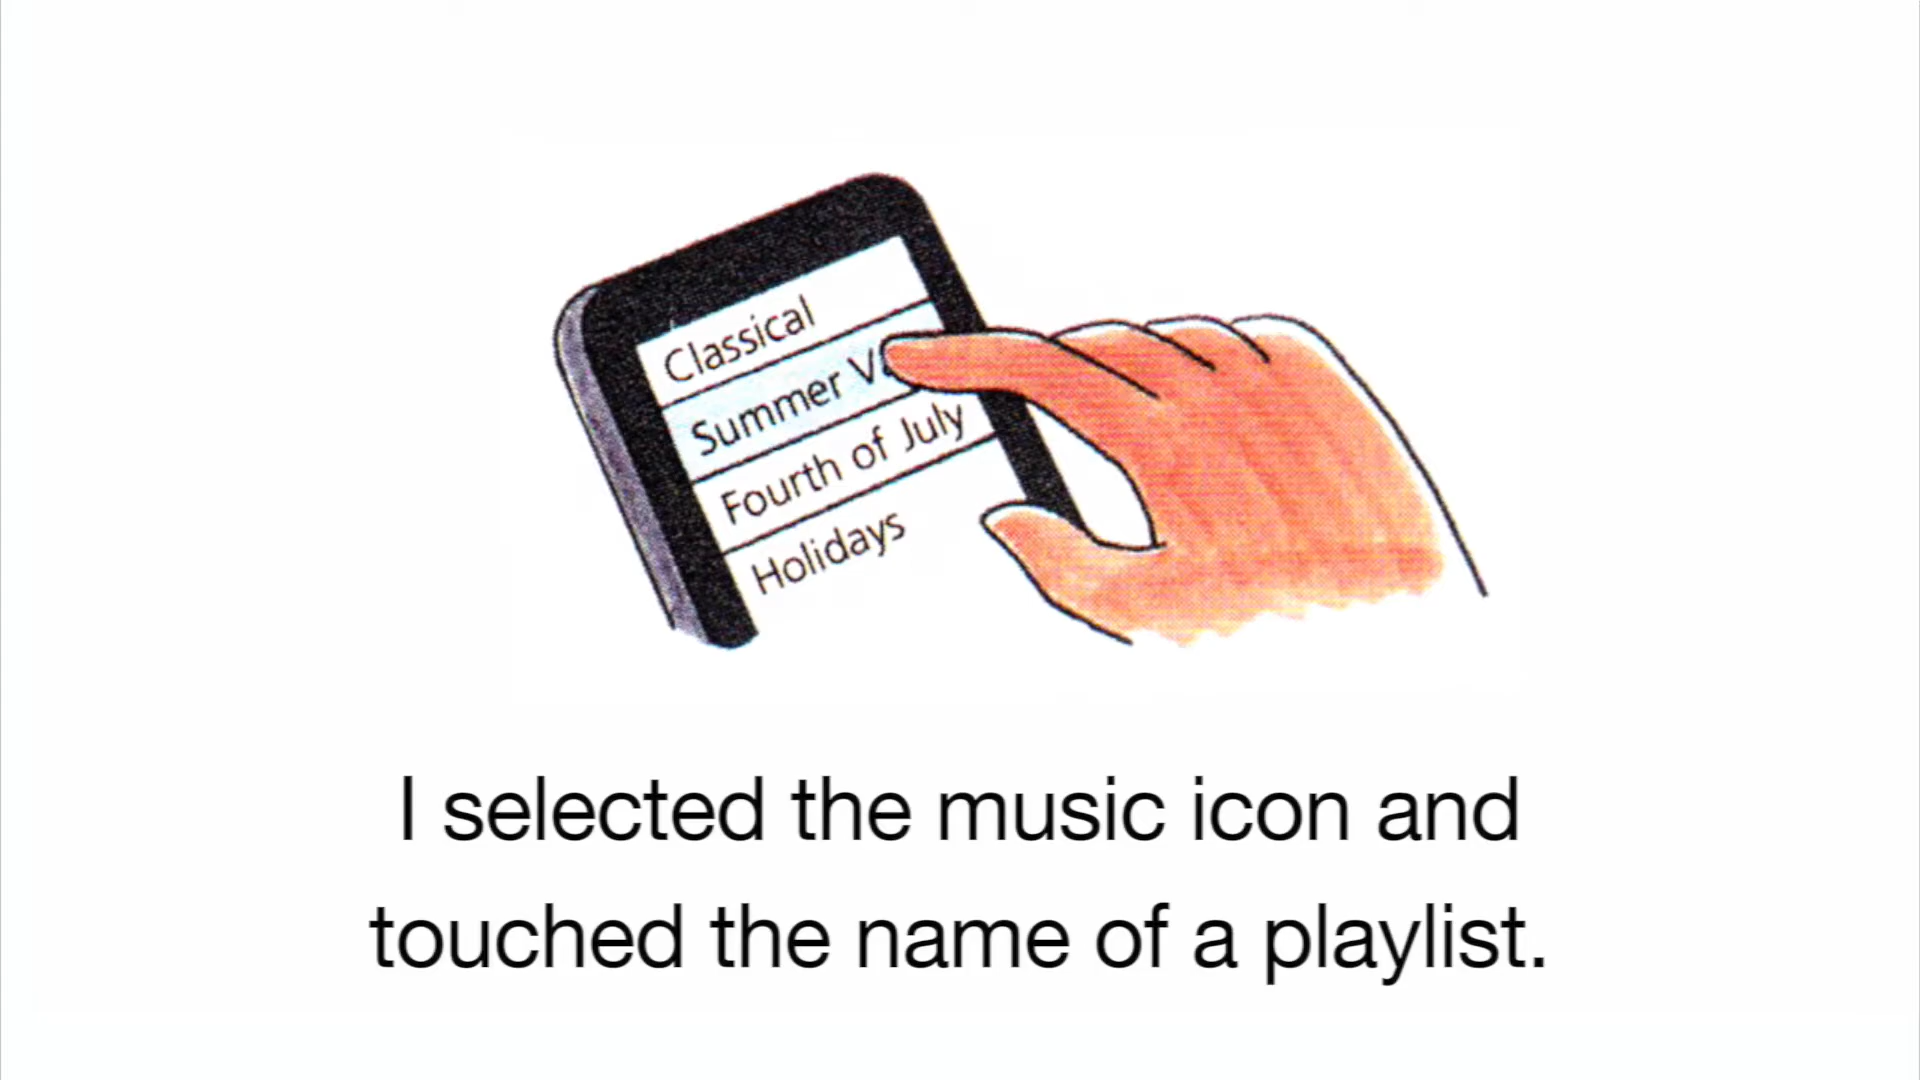 Classical
Summer
Fourth of July
Holidays
I selected the music icon and
touched the name of a playlist.